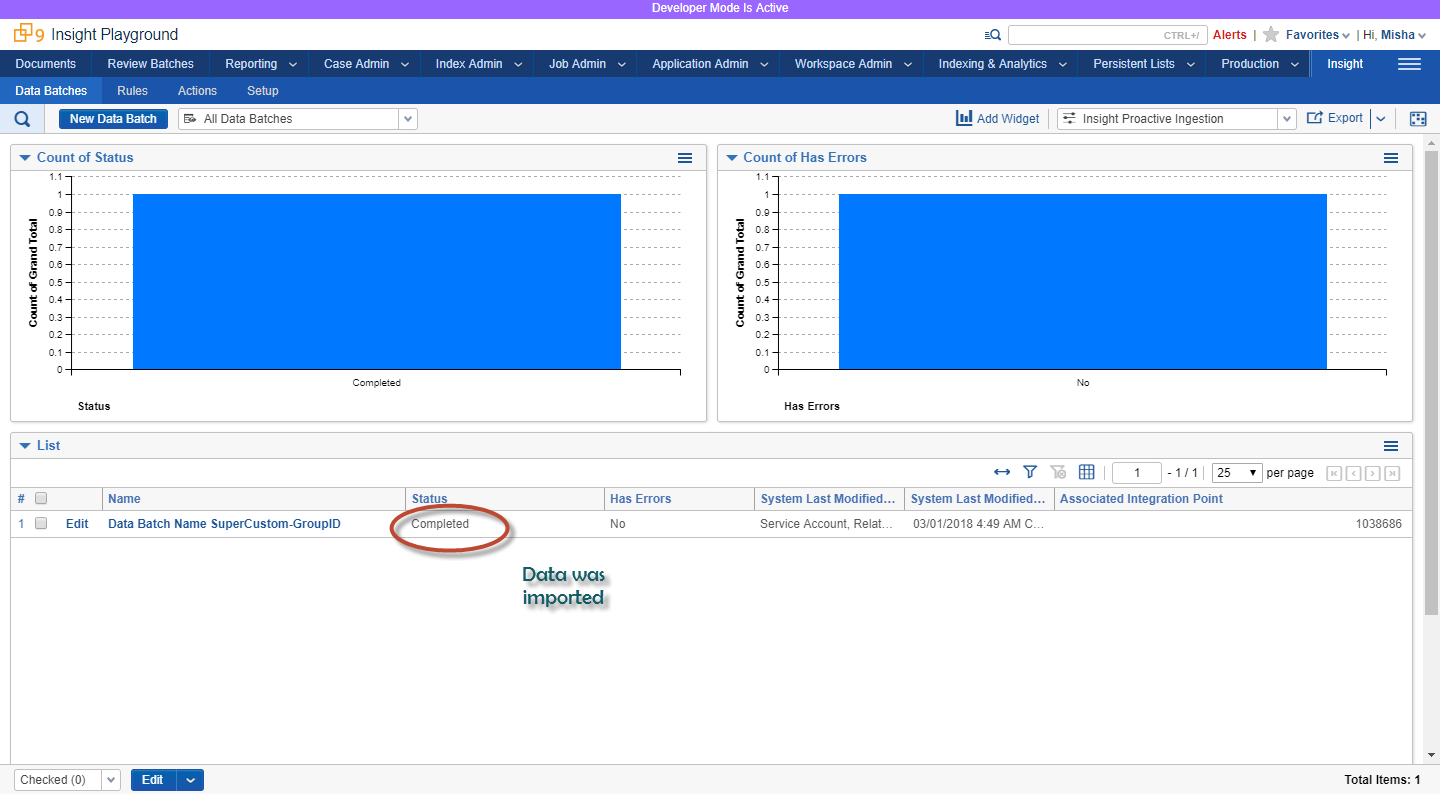 Developer Mode Is Active
9 Insight Playground
CTRL+/ Alerts | Favorites | Hi, Misha
Documents Review Batches Reporting Case Admin Index Admin Job Admin Application Admin Workspace Admin Indexing & Analytics Persistent Lists Production Insight
Data Batches Rules Actions Setup
New Data Batch All Data Batches Add Widget Insight Proactive Ingestion Export
Count of Status
1.1
1
0.9
0.8
0.7
0.6
0.5
0.4
0.3
0.2
0.1
0
Count of Grand Total
Completed
Status
Count of Has Errors
1.1
1
0.9
0.8
0.7
0.6
0.5
0.4
0.3
0.2
0.1
0
Count of Grand Total
No
Has Errors
List
1 - 1 / 1 25 per page
# Name Status Has Errors System Last Modified... System Last Modified... Associated Integration Point
1 Edit Data Batch Name SuperCustom-GroupID Completed No Service Account, Relat... 03/01/2018 4:49 AM C... 1038686
Data was
imported
Checked (0) Edit Total Items: 1